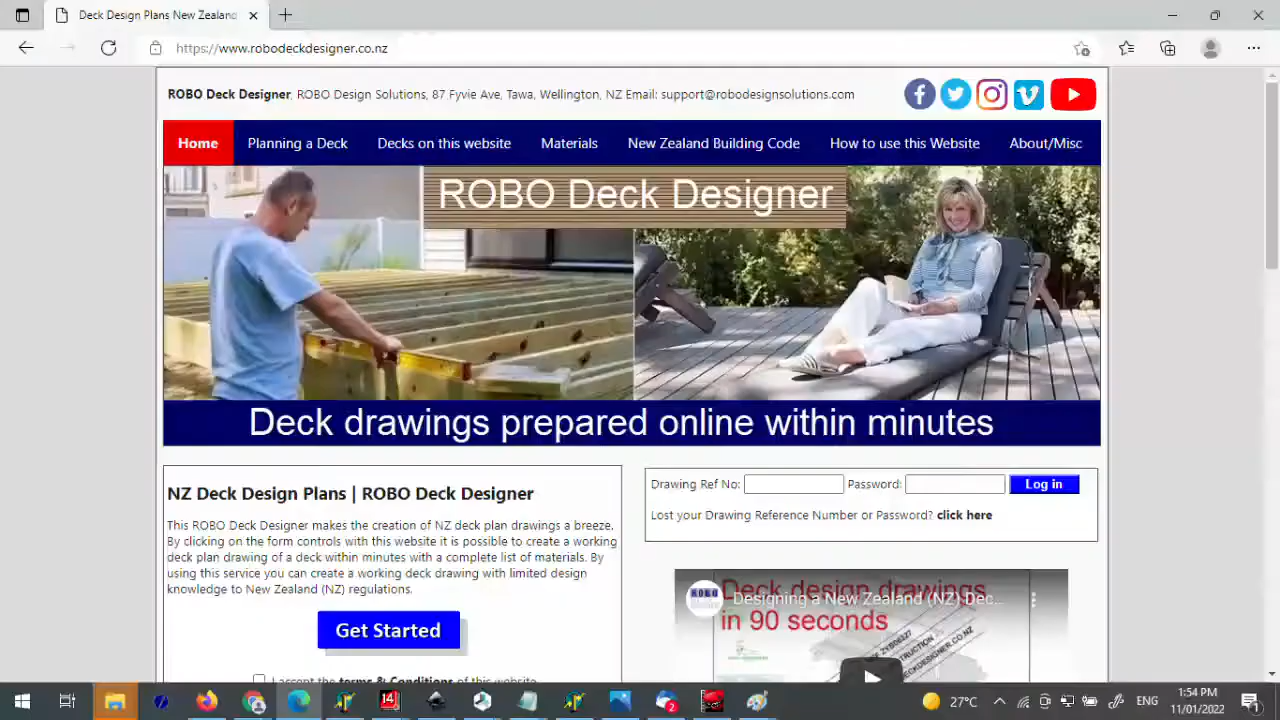 Deck Design Plans New Zealand
https://www.robodeckdesigner.co.nz
ROBO Deck Designer, ROBO Design Solutions, 87 Fyvie Ave, Tawa, Wellington, NZ Email: support@robodesignsolutions.com
Home Planning a Deck Decks on this website Materials New Zealand Building Code How to use this Website About/Misc
ROBO Deck Designer
Deck drawings prepared online within minutes
NZ Deck Design Plans | ROBO Deck Designer
This ROBO Deck Designer makes the creation of NZ deck plan drawings a breeze.
By clicking on the form controls with this website it is possible to create a working
deck plan drawing of a deck within minutes with a complete list of materials. By
using this service you can create a working deck drawing with limited design
knowledge to New Zealand (NZ) regulations.
Get Started
I accept the terms & Conditions of this website
Drawing Ref No: Password: Log in
Lost your Drawing Reference Number or Password? click here
Deck design drawings
Designing a New Zealand (NZ) Dec...
in 90 seconds
27°C ENG 1:54 PM
11/01/2022